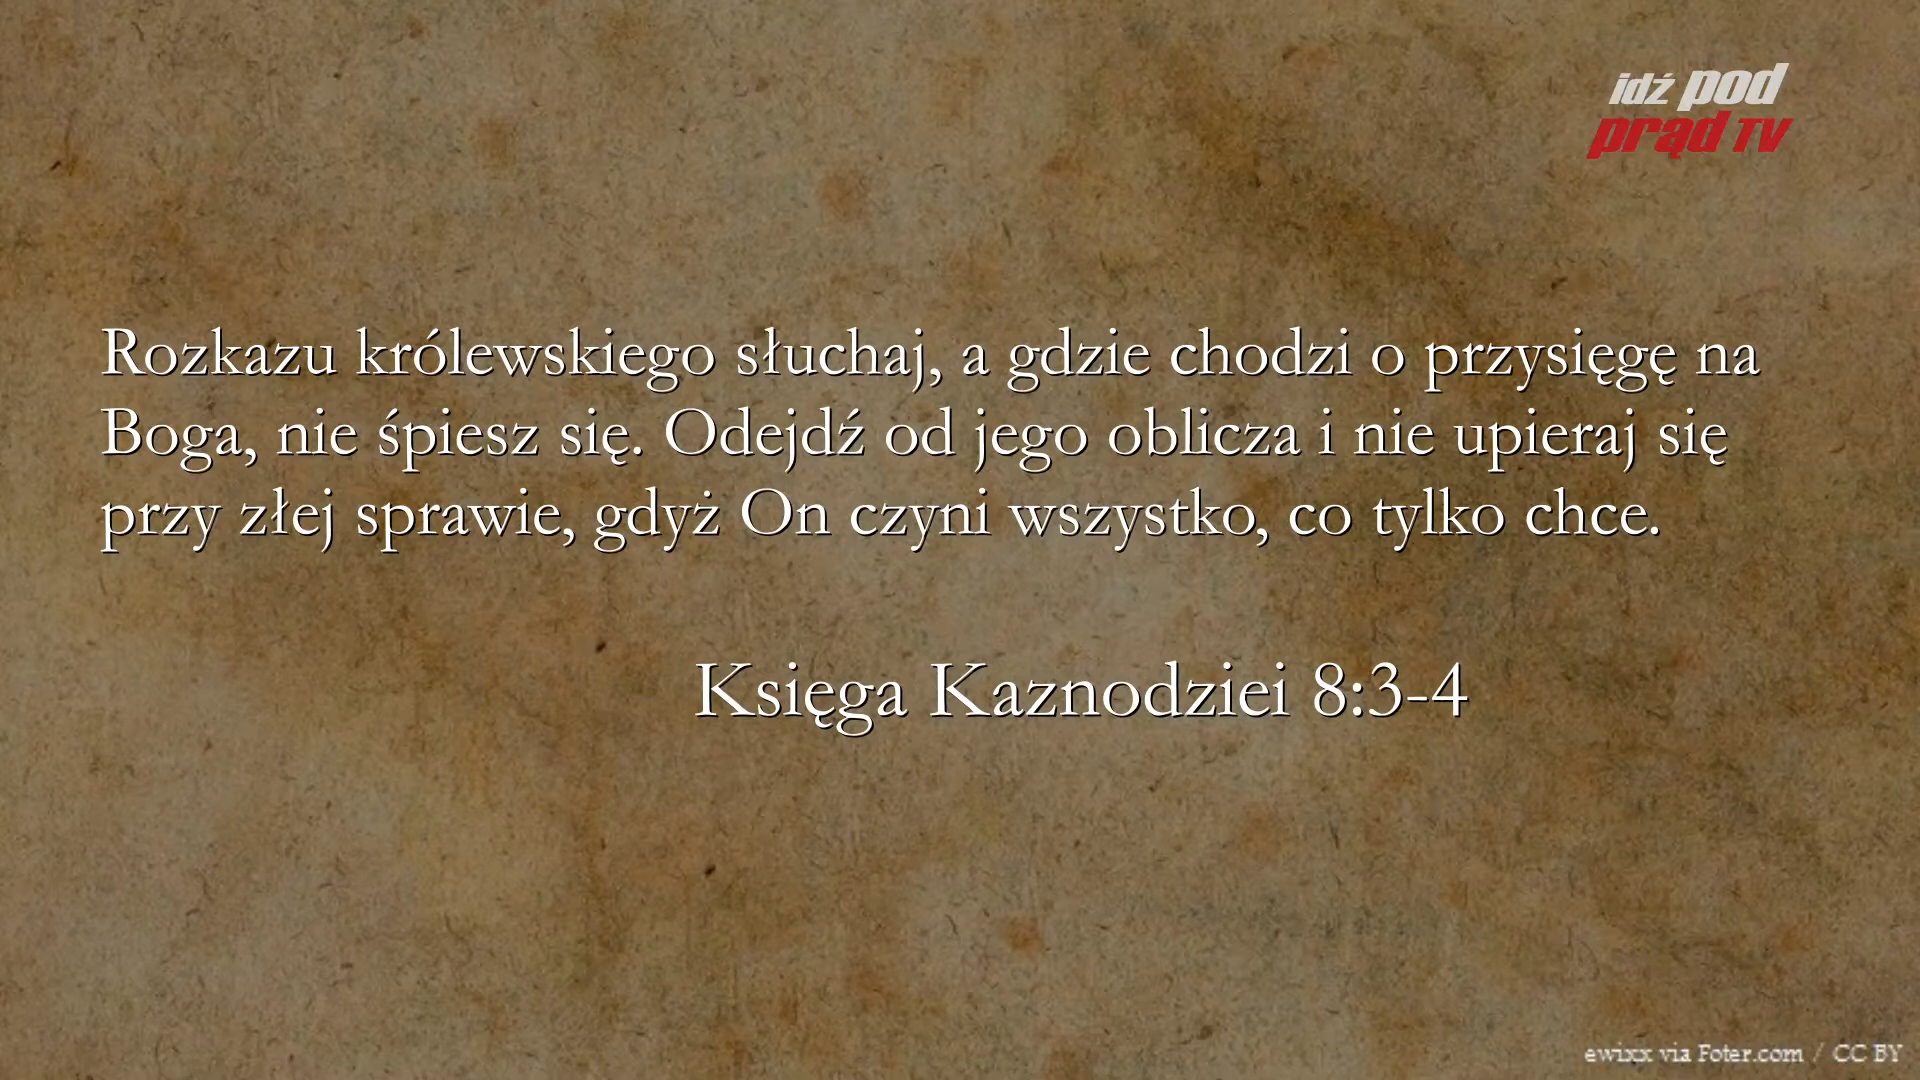 idź pod
prąd TV
Rozkazu królewskiego słuchaj, a gdzie chodzi o przysięgę na
Boga, nie śpiesz się. Odejdź od jego oblicza i nie upieraj się
przy złej sprawie, gdyż On czyni wszystko, co tylko chce.
Księga Kaznodziei 8:3-4
ewixx via Foter.com / CC BY